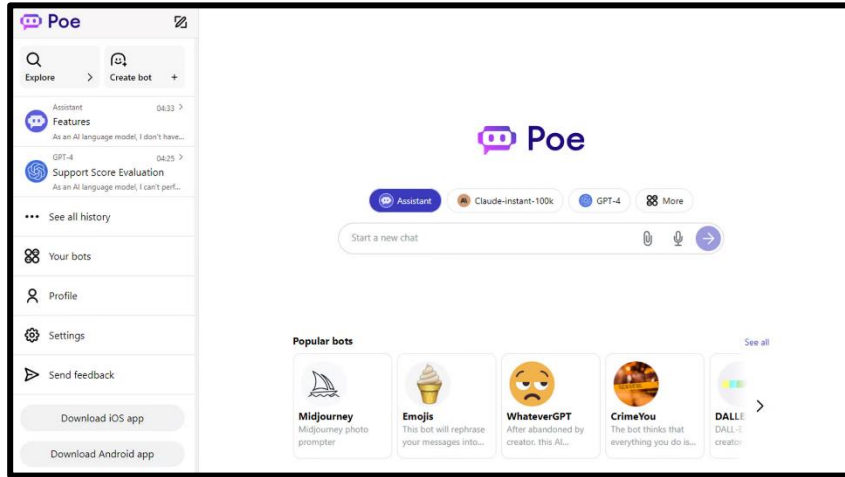 Poe
Explore
Create bot +
Assistant 04:33
Features
As an AI language model, I don't have...
GPT-4 04:25
Support Score Evaluation
As an AI language model, I can't perf...
See all history
Your bots
Profile
Settings
Send feedback
Download iOS app
Download Android app
Poe
Assistant
Claude-instant-100k
GPT-4
More
Start a new chat
Popular bots
See all
Midjourney
Midjourney photo
prompter
Emojis
This bot will rephrase
your messages into...
WhateverGPT
After abandoned by
creator, this AI...
CrimeYou
The bot thinks that
everything you do is...
DALLE
DALL-E
creator